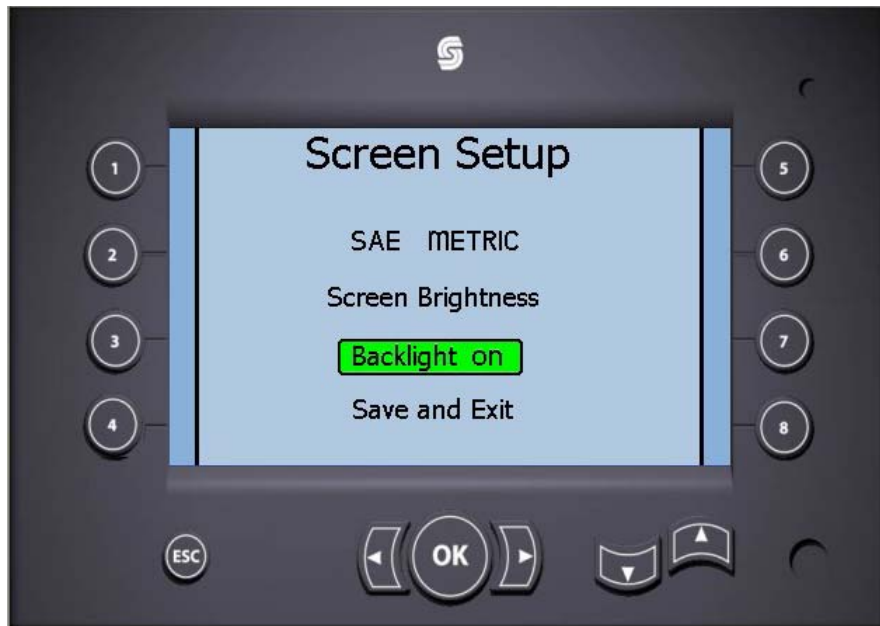 Screen Setup
SAE METRIC
Screen Brightness
Backlight on
Save and Exit
1
2
3
4
5
6
7
8
ESC
OK